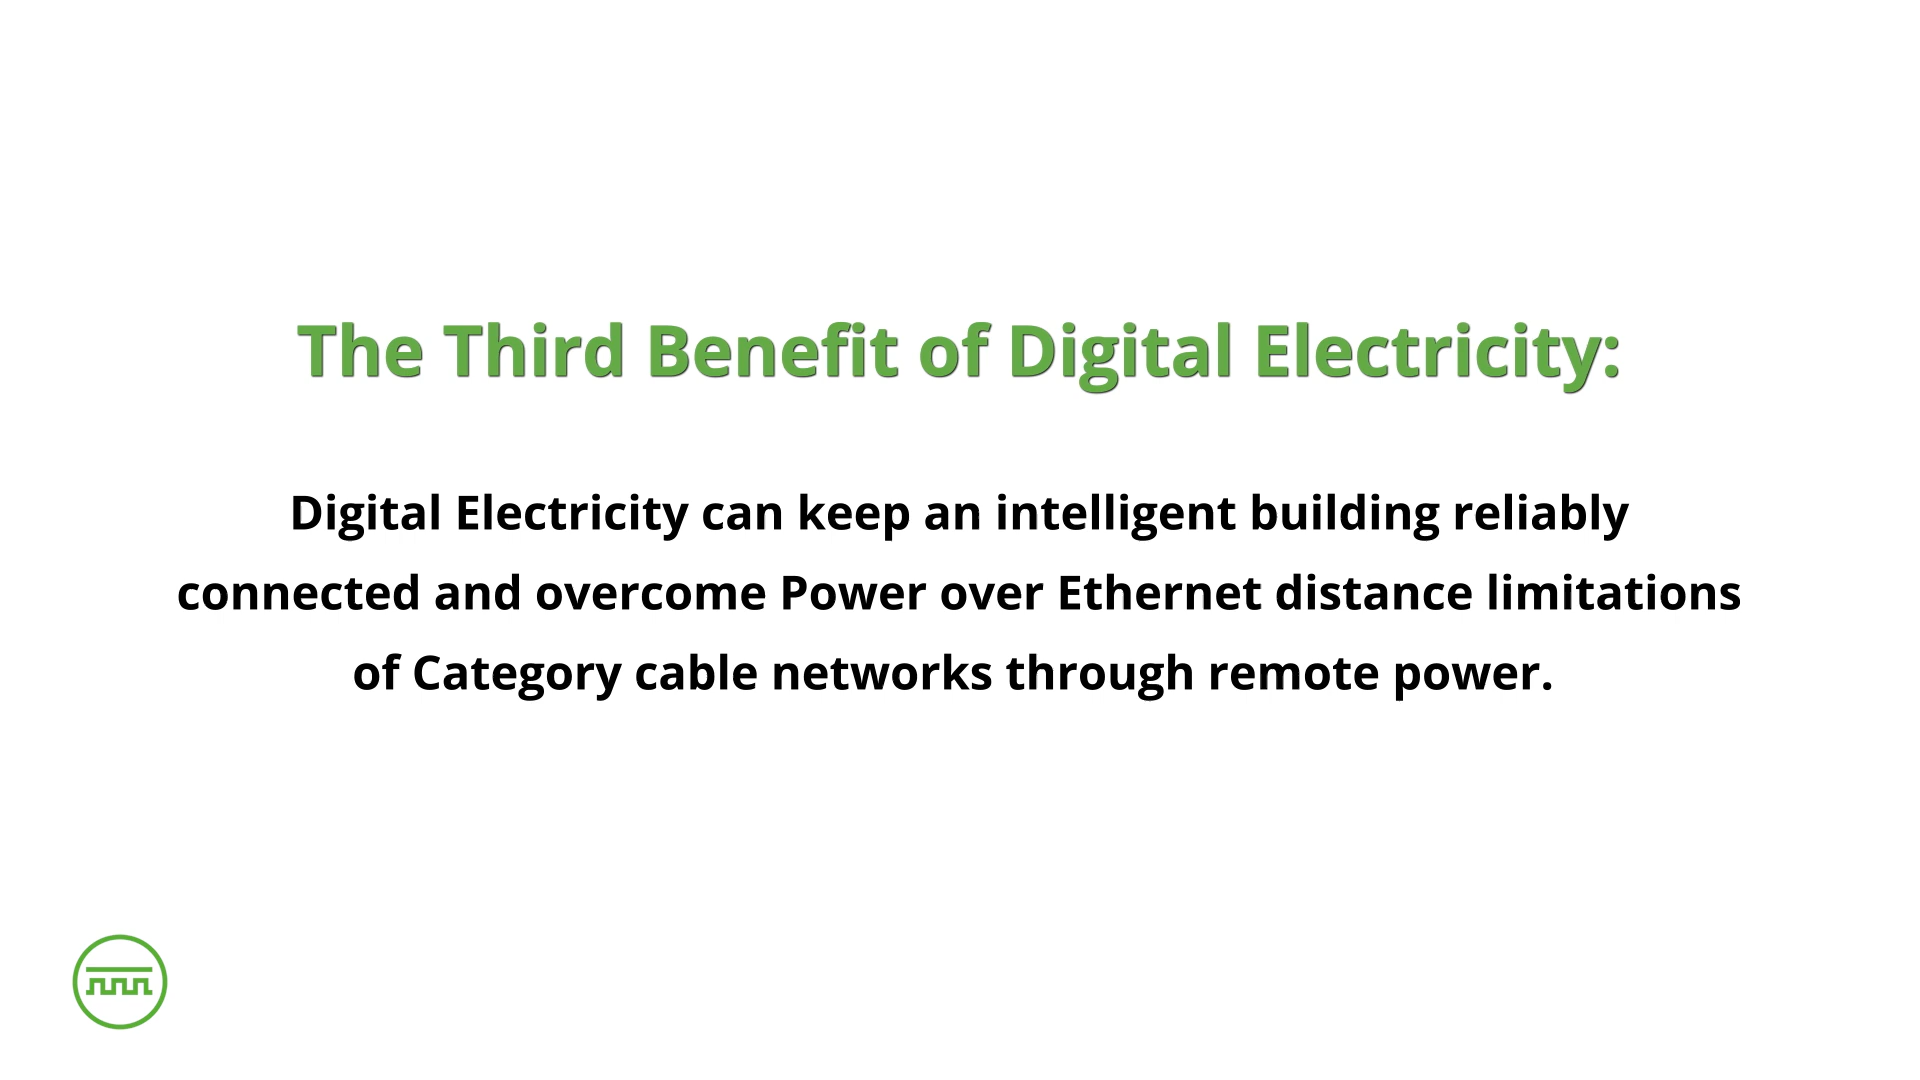 The Third Benefit of Digital Electricity:
Digital Electricity can keep an intelligent building reliably
connected and overcome Power over Ethernet distance limitations
of Category cable networks through remote power.